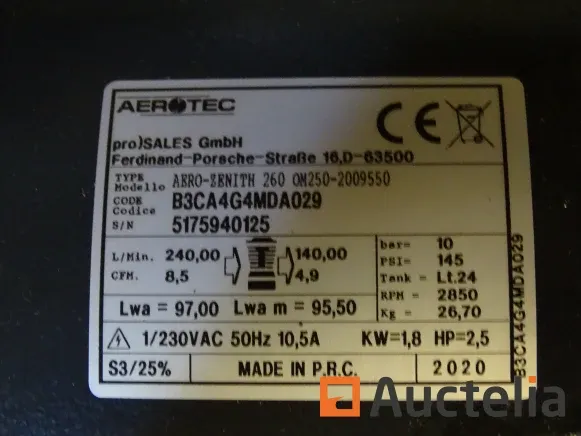 AEROTEC
CE
pro)SALES GmbH
Ferdinand-Porsche-Straße 16,D-63500
TYPE
Modello
AERO-ZENITH 260 OM250-2009550
CODE
Codice
B3CA4G4MDA029
S/N
5175940125
L/Min. 240,00 140,00
CFM. 8,5 4,9
bar= 10
PSI= 145
Tank = Lt.24
RPM = 2850
Kg = 26,70
Lwa = 97,00 Lwa m = 95,50
1/230VAC 50Hz 10,5A KW=1,8 HP=2,5
S3/25% MADE IN P.R.C. 2020
B3CA4G4MDA029
Auctelia